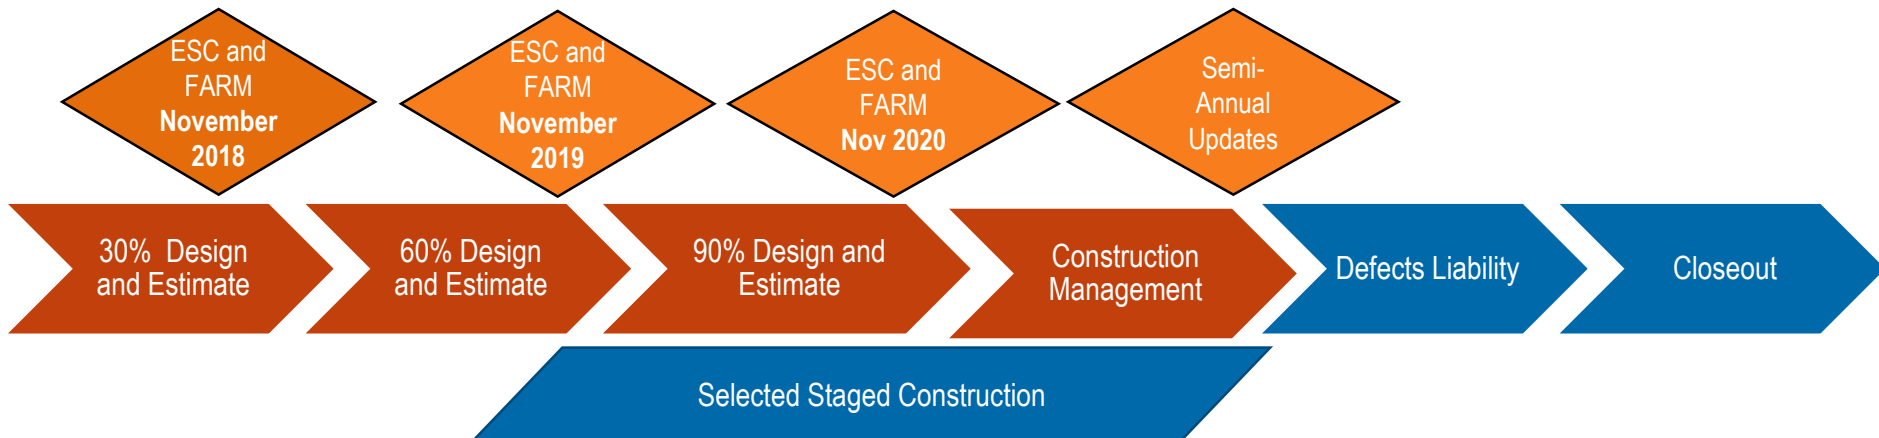 ESC and
FARM
November
2018
ESC and
FARM
November
2019
ESC and
FARM
Nov 2020
Semi-
Annual
Updates
30% Design
and Estimate
60% Design
and Estimate
90% Design and
Estimate
Construction
Management
Defects Liability
Closeout
Selected Staged Construction